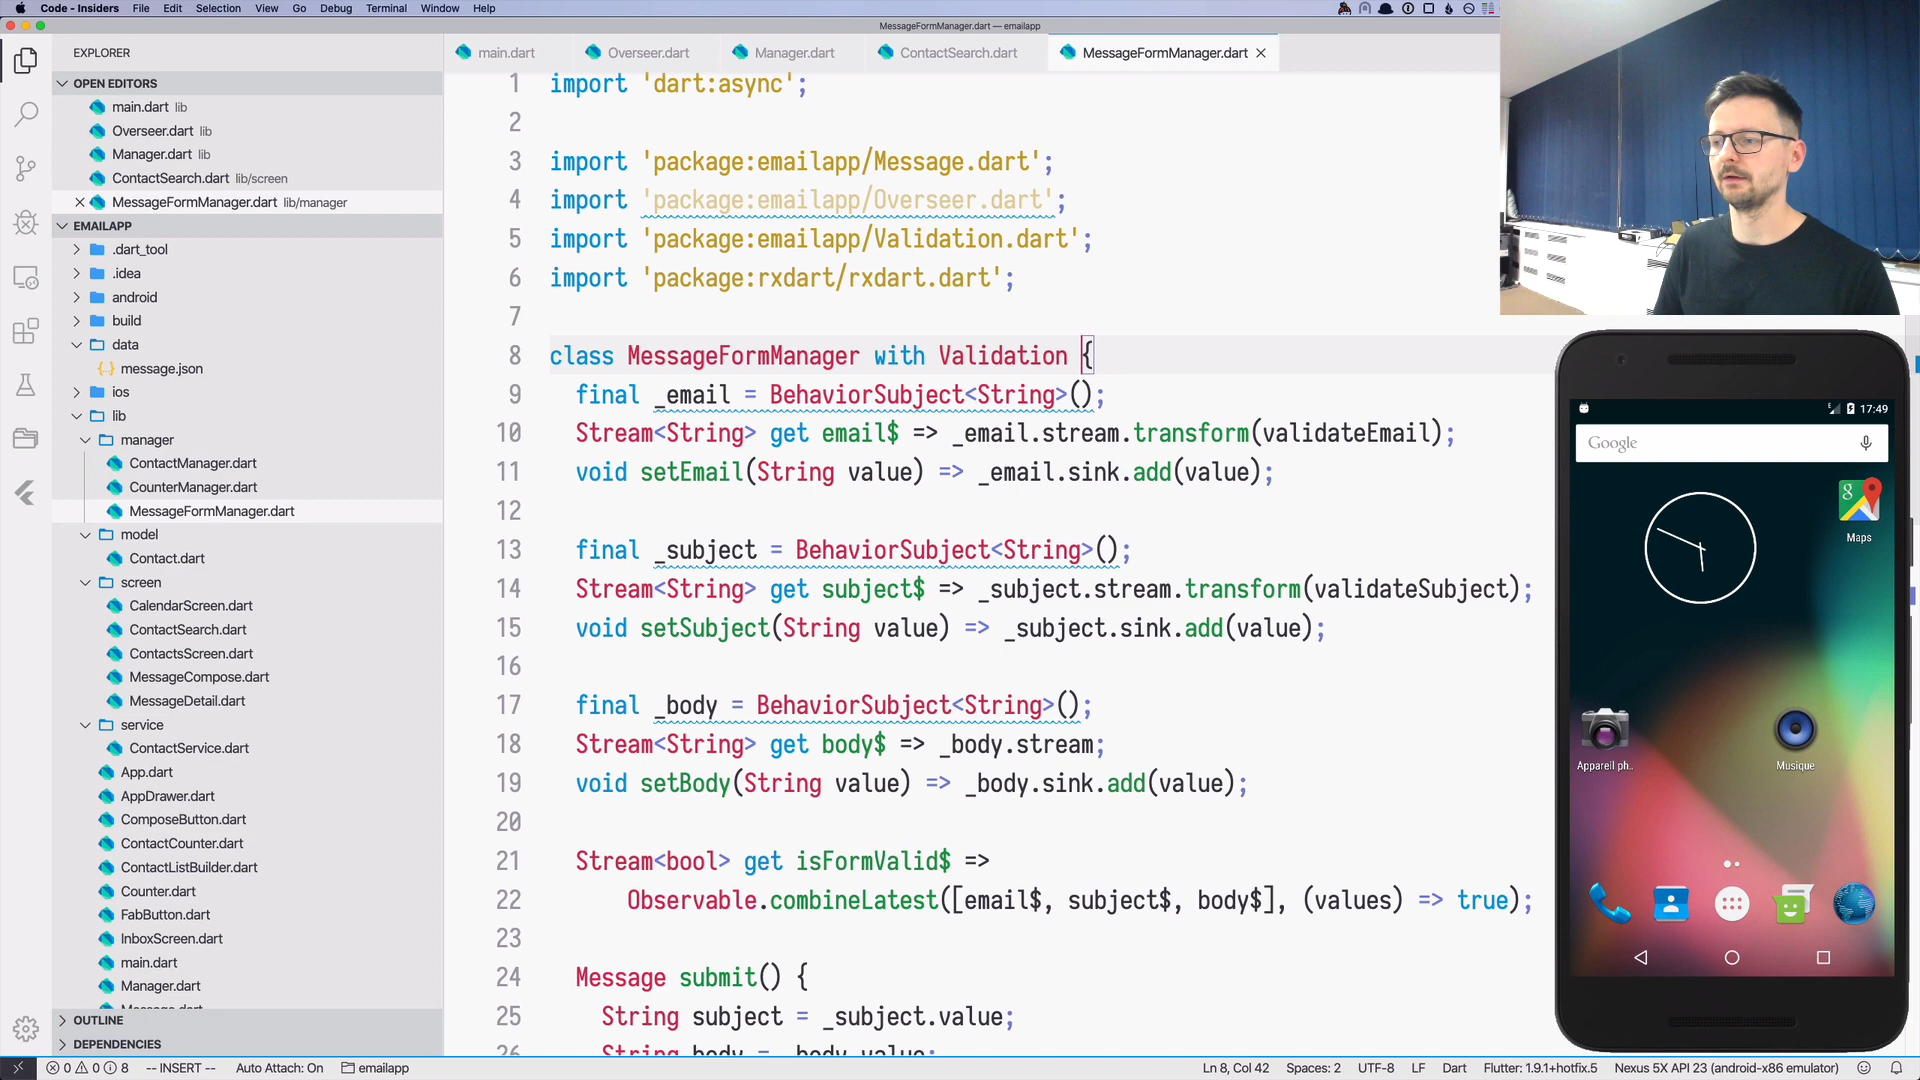 Code - Insiders File Edit Selection View Go Debug Terminal Window Help
MessageFormManager.dart — emailapp
EXPLORER
main.dart Overseer.dart Manager.dart ContactSearch.dart MessageFormManager.dart
OPEN EDITORS
main.dart lib
Overseer.dart lib
Manager.dart lib
ContactSearch.dart lib/screen
MessageFormManager.dart lib/manager
EMAILAPP
.dart_tool
.idea
android
build
data
message.json
ios
lib
manager
ContactManager.dart
CounterManager.dart
MessageFormManager.dart
model
Contact.dart
screen
CalendarScreen.dart
ContactSearch.dart
ContactsScreen.dart
MessageCompose.dart
MessageDetail.dart
service
ContactService.dart
App.dart
AppDrawer.dart
ComposeButton.dart
ContactCounter.dart
ContactListBuilder.dart
Counter.dart
FabButton.dart
InboxScreen.dart
main.dart
Manager.dart
Message.dart
OUTLINE
DEPENDENCIES
1 import 'dart:async';
2
3 import 'package:emailapp/Message.dart';
4 import 'package:emailapp/Overseer.dart';
5 import 'package:emailapp/Validation.dart';
6 import 'package:rxdart/rxdart.dart';
7
8 class MessageFormManager with Validation {
9 final _email = BehaviorSubject<String>();
10 Stream<String> get email$ => _email.stream.transform(validateEmail);
11 void setEmail(String value) => _email.sink.add(value);
12
13 final _subject = BehaviorSubject<String>();
14 Stream<String> get subject$ => _subject.stream.transform(validateSubject);
15 void setSubject(String value) => _subject.sink.add(value);
16
17 final _body = BehaviorSubject<String>();
18 Stream<String> get body$ => _body.stream;
19 void setBody(String value) => _body.sink.add(value);
20
21 Stream<bool> get isFormValid$ =>
22 Observable.combineLatest([email$, subject$, body$], (values) => true);
23
24 Message submit() {
25 String subject = _subject.value;
26 String body = _body.value;
17:49
Google
Maps
Appareil ph..
Musique
0 0 8 -- INSERT -- Auto Attach: On emailapp Ln 8, Col 42 Spaces: 2 UTF-8 LF Dart Flutter: 1.9.1+hotfix.5 Nexus 5X API 23 (android-x86 emulator)